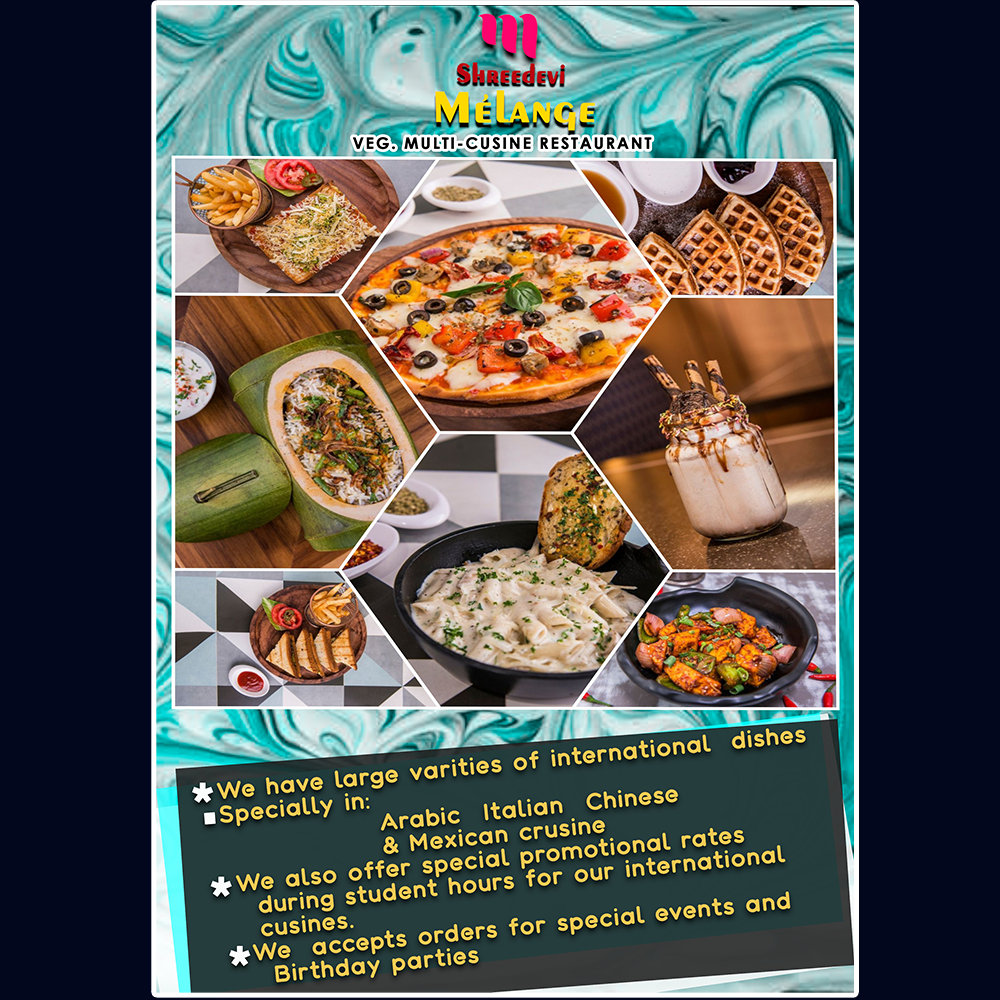 Shreedevi
Mélange
VEG. MULTI-CUSINE RESTAURANT
*We have large varities of international dishes
▪Specially in:
Arabic Italian Chinese
& Mexican crusine
*We also offer special promotional rates
during student hours for our international
cusines.
*We accepts orders for special events and
Birthday parties